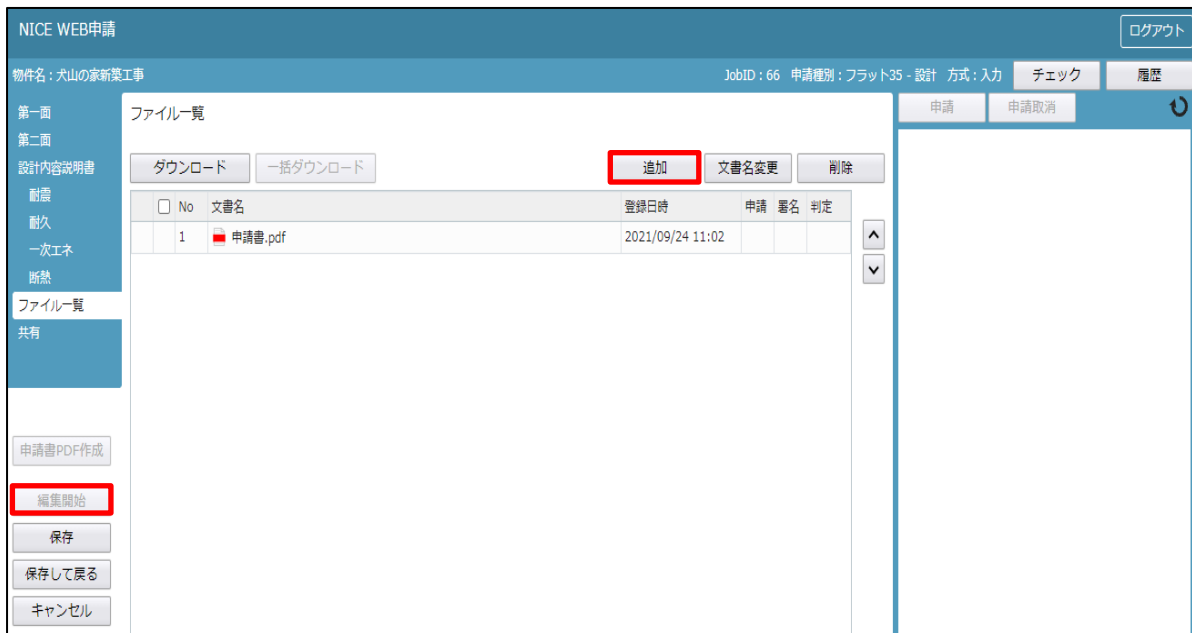 NICE WEB申請
ログアウト
物件名：犬山の家新築工事
JobID：66 申請種別：フラット35 - 設計 方式：入力
チェック
履歴
第一面
第二面
設計内容説明書
耐震
耐久
一次エネ
断熱
ファイル一覧
共有
申請書PDF作成
編集開始
保存
保存して戻る
キャンセル
ファイル一覧
ダウンロード 一括ダウンロード 追加 文書名変更 削除
No 文書名 登録日時 申請 署名 判定
1 申請書.pdf 2021/09/24 11:02
申請 申請取消